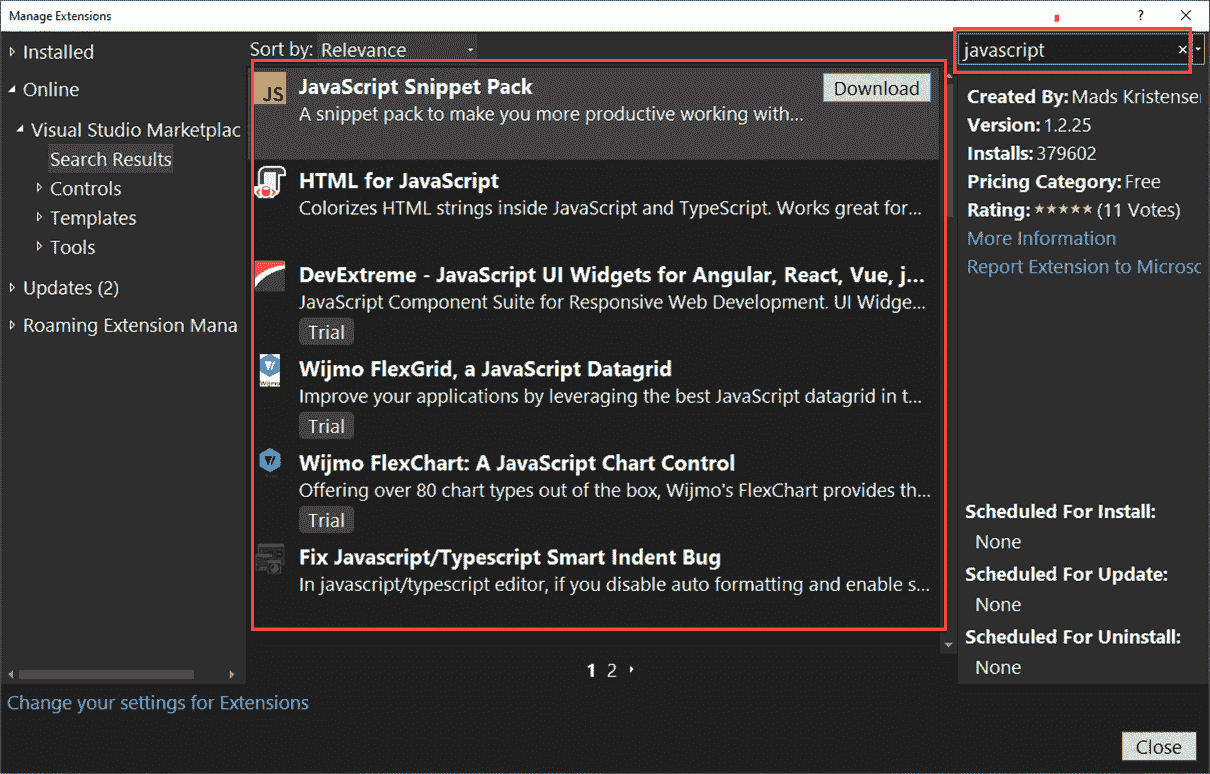 Manage Extensions
?
Installed
Online
Visual Studio Marketplac
Search Results
Controls
Templates
Tools
Updates (2)
Roaming Extension Mana
Sort by: Relevance
javascript
JS
JavaScript Snippet Pack
Download
A snippet pack to make you more productive working with...
HTML for JavaScript
Colorizes HTML strings inside JavaScript and TypeScript. Works great for...
DevExtreme - JavaScript UI Widgets for Angular, React, Vue, j...
JavaScript Component Suite for Responsive Web Development. UI Widge...
Trial
Wijmo FlexGrid, a JavaScript Datagrid
Improve your applications by leveraging the best JavaScript datagrid in t...
Wijmo
Trial
Wijmo FlexChart: A JavaScript Chart Control
Offering over 80 chart types out of the box, Wijmo's FlexChart provides th...
Trial
Fix Javascript/Typescript Smart Indent Bug
In javascript/typescript editor, if you disable auto formatting and enable s...
1 2
Created By: Mads Kristenser
Version: 1.2.25
Installs: 379602
Pricing Category: Free
Rating: ★★★★★ (11 Votes)
More Information
Report Extension to Microsc
Scheduled For Install:
None
Scheduled For Update:
None
Scheduled For Uninstall:
None
Change your settings for Extensions
Close